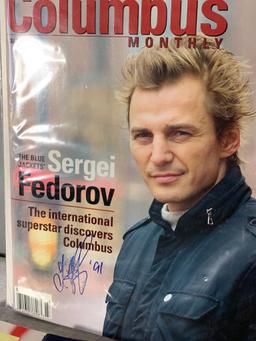 Columbus
MONTHLY
THE BLUE
JACKETS'
Sergei
Fedorov
The international
superstar discovers
Columbus
'91